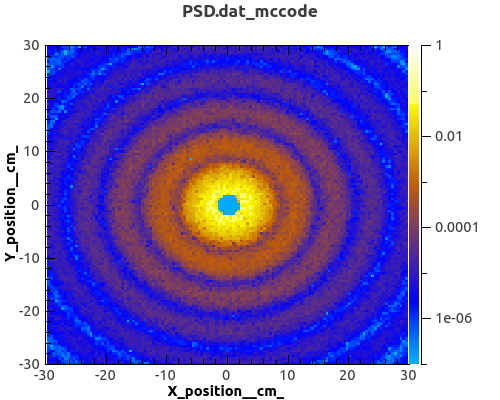 PSD.dat_mccode
30
20
10
0
-10
-20
-30
Y_position__cm_
-30 -20 -10 0 10 20 30
X_position__cm_
1
0.01
0.0001
1e-06